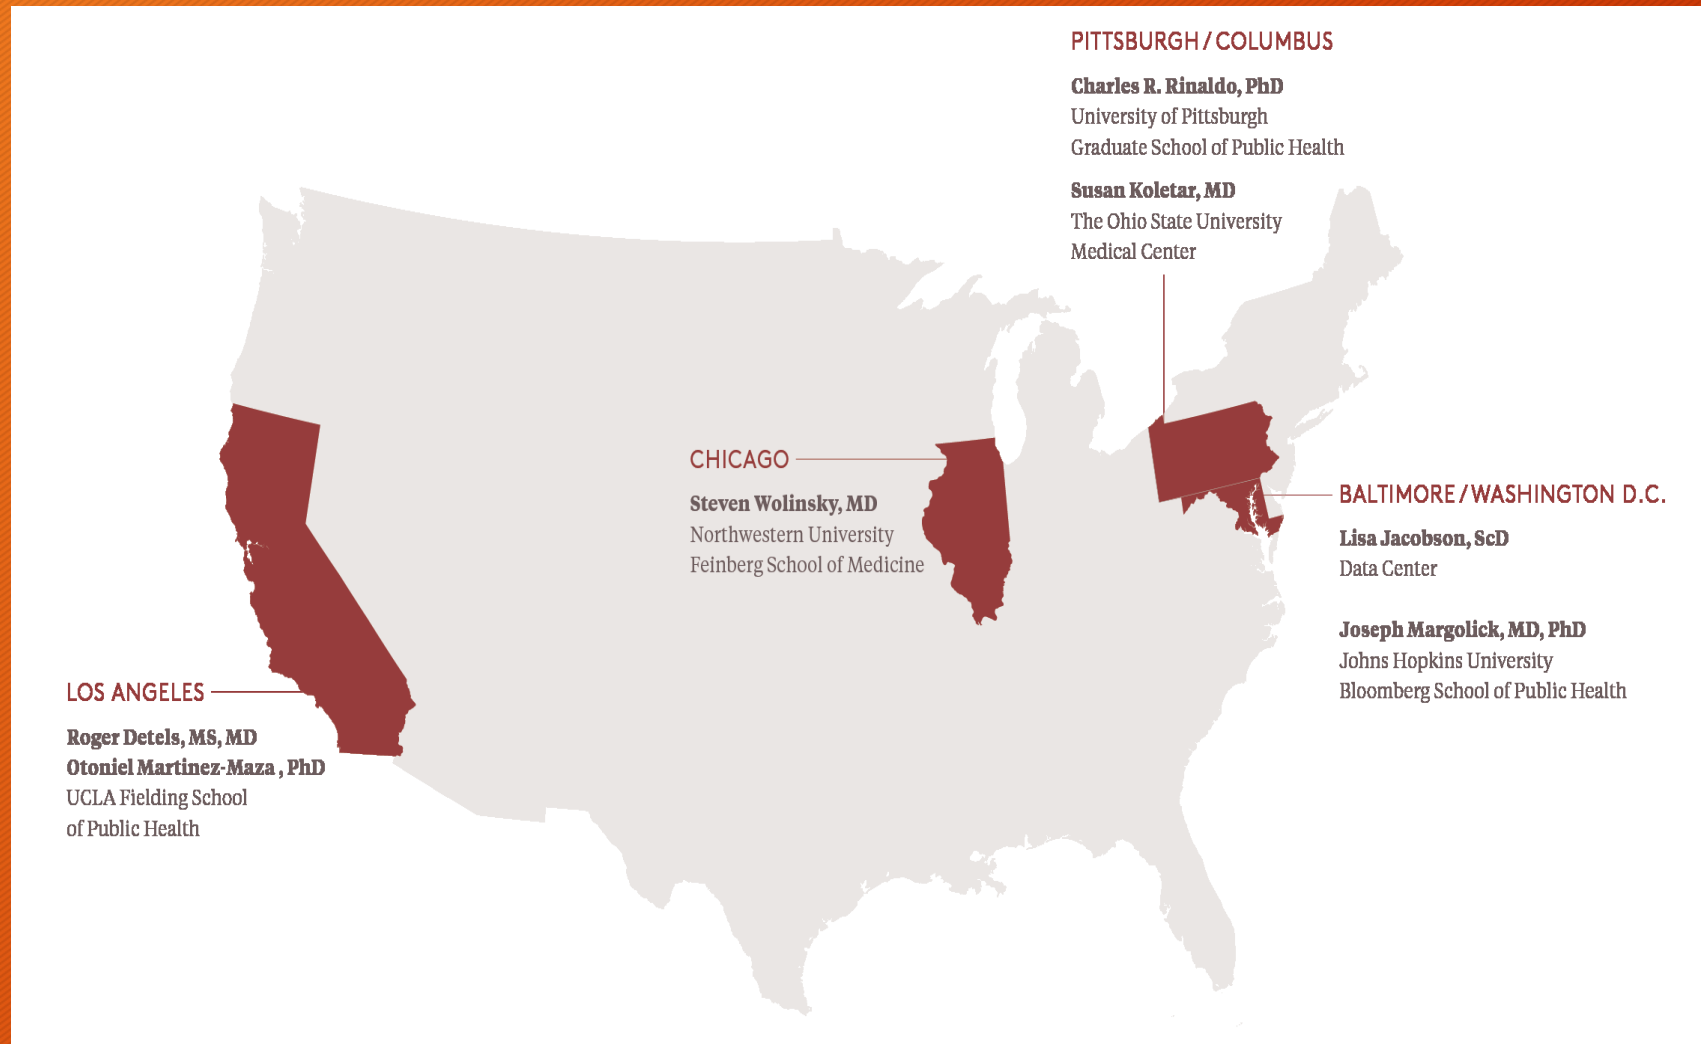 PITTSBURGH / COLUMBUS
Charles R. Rinaldo, PhD
University of Pittsburgh
Graduate School of Public Health
Susan Koletar, MD
The Ohio State University
Medical Center
CHICAGO
Steven Wolinsky, MD
Northwestern University
Feinberg School of Medicine
BALTIMORE / WASHINGTON D.C.
Lisa Jacobson, ScD
Data Center
Joseph Margolick, MD, PhD
Johns Hopkins University
Bloomberg School of Public Health
LOS ANGELES
Roger Detels, MS, MD
Otoniel Martinez-Maza , PhD
UCLA Fielding School
of Public Health